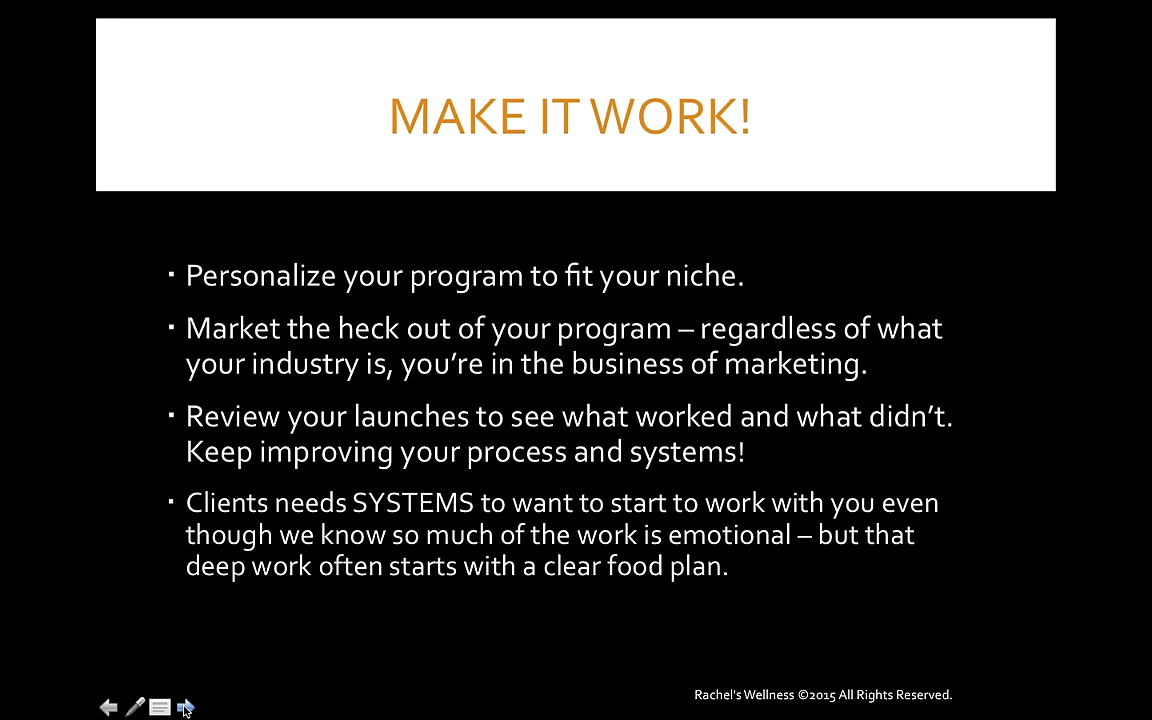 MAKE IT WORK!
▪ Personalize your program to fit your niche.
▪ Market the heck out of your program – regardless of what
your industry is, you’re in the business of marketing.
▪ Review your launches to see what worked and what didn’t.
Keep improving your process and systems!
▪ Clients needs SYSTEMS to want to start to work with you even
though we know so much of the work is emotional – but that
deep work often starts with a clear food plan.
Rachel's Wellness ©2015 All Rights Reserved.